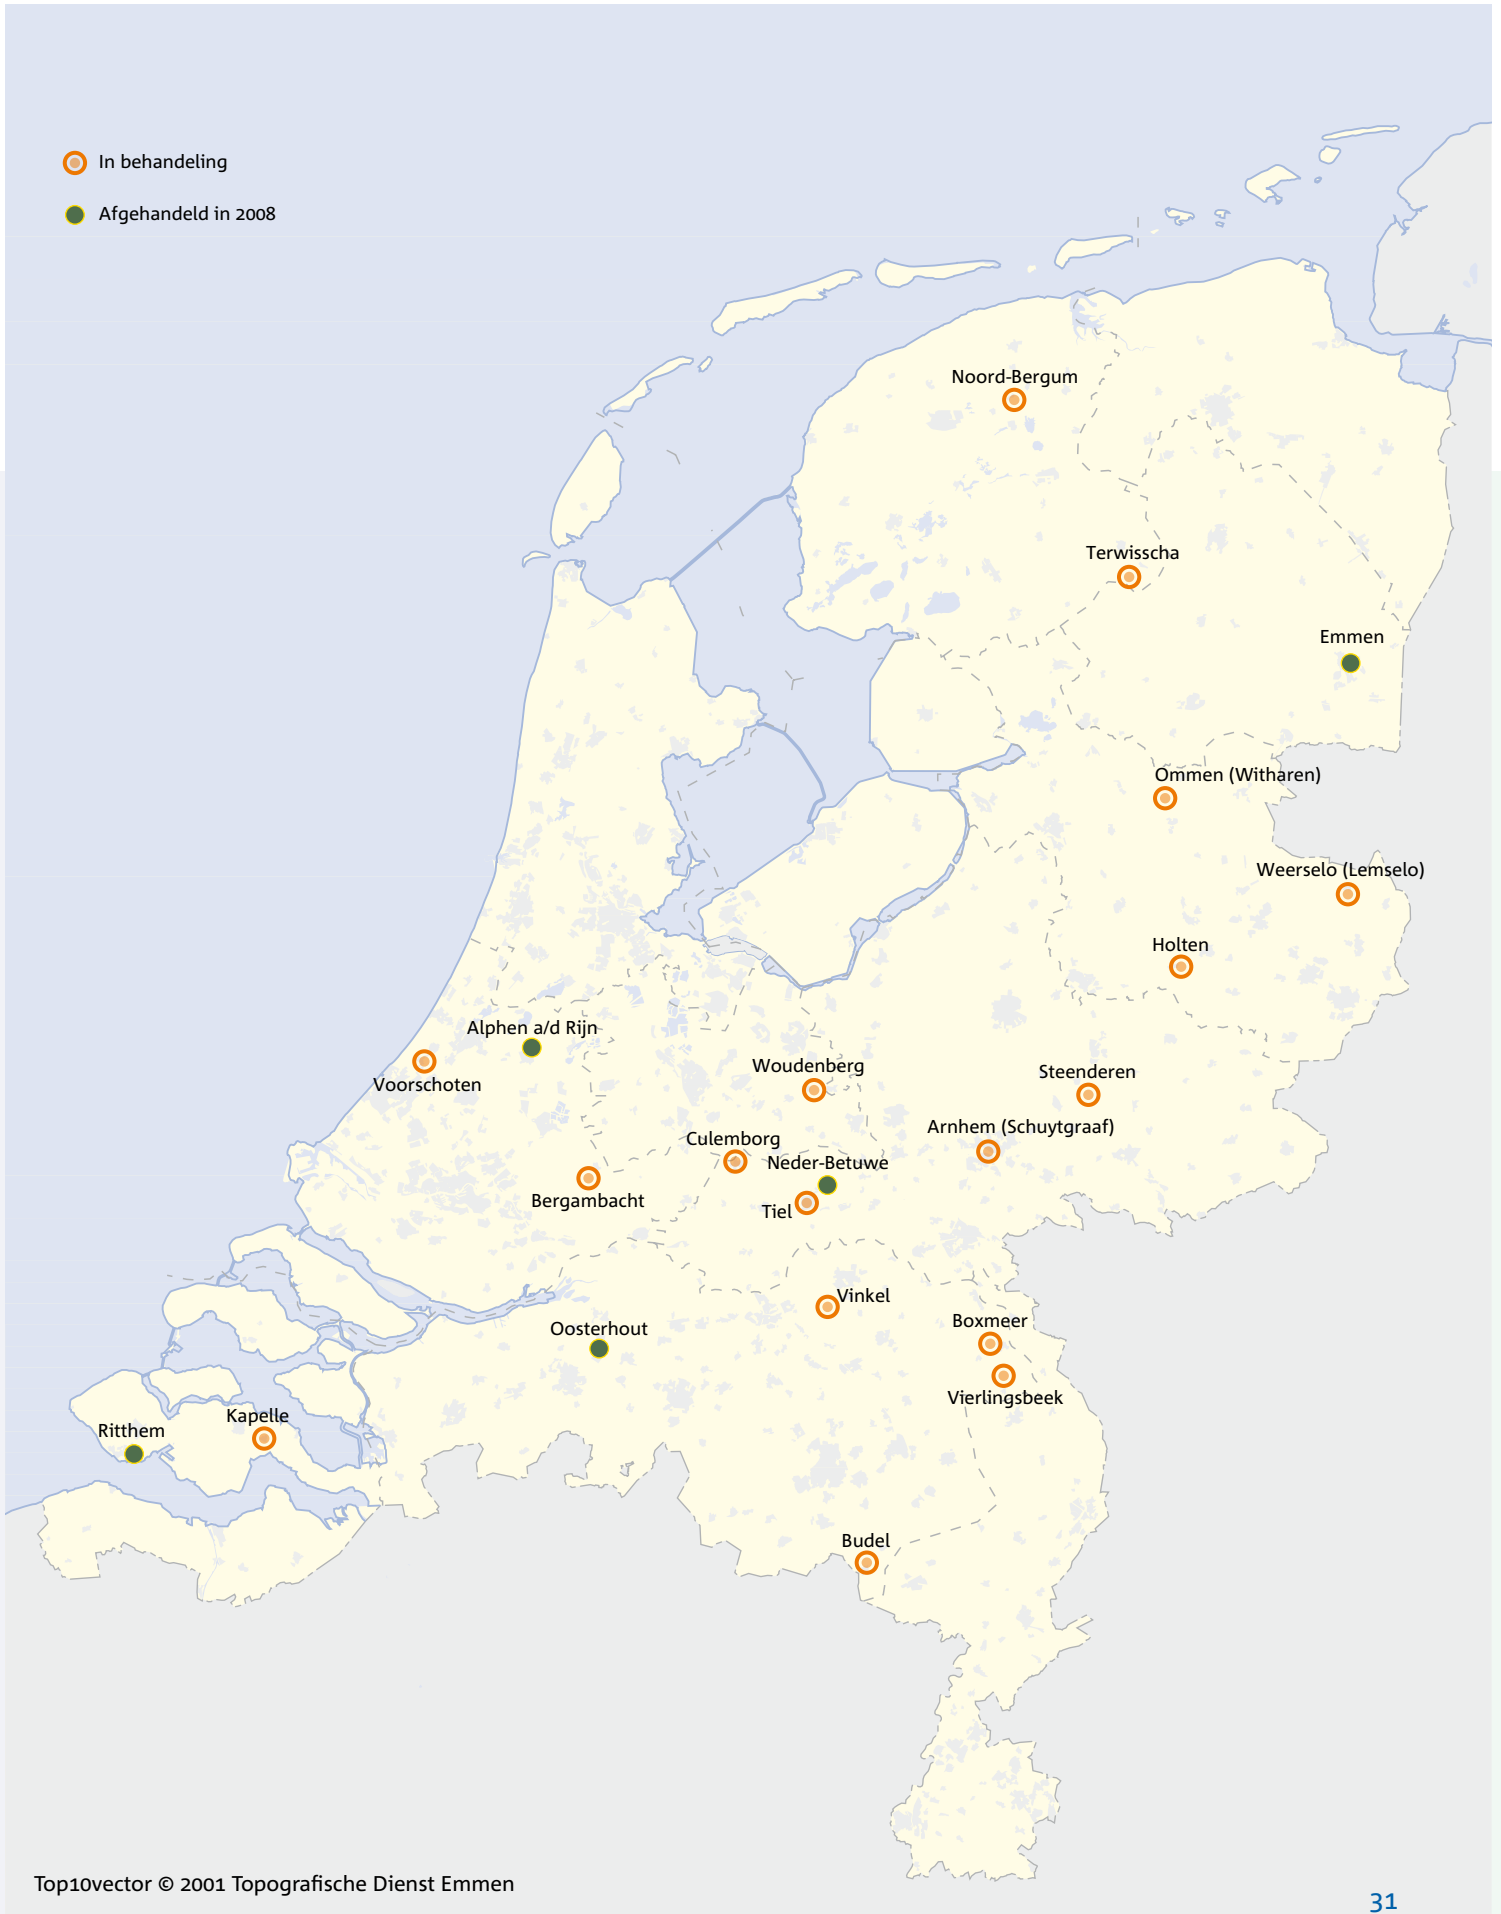 In behandeling
Afgehandeld in 2008
Noord-Bergum
Terwisscha
Emmen
Ommen (Witharen)
Weerselo (Lemselo)
Holten
Alphen a/d Rijn
Voorschoten
Woudenberg
Steenderen
Arnhem (Schuytgraaf)
Culemborg
Neder-Betuwe
Bergambacht
Tiel
Vinkel
Boxmeer
Oosterhout
Vierlingsbeek
Kapelle
Ritthem
Budel
Top10vector © 2001 Topografische Dienst Emmen
31